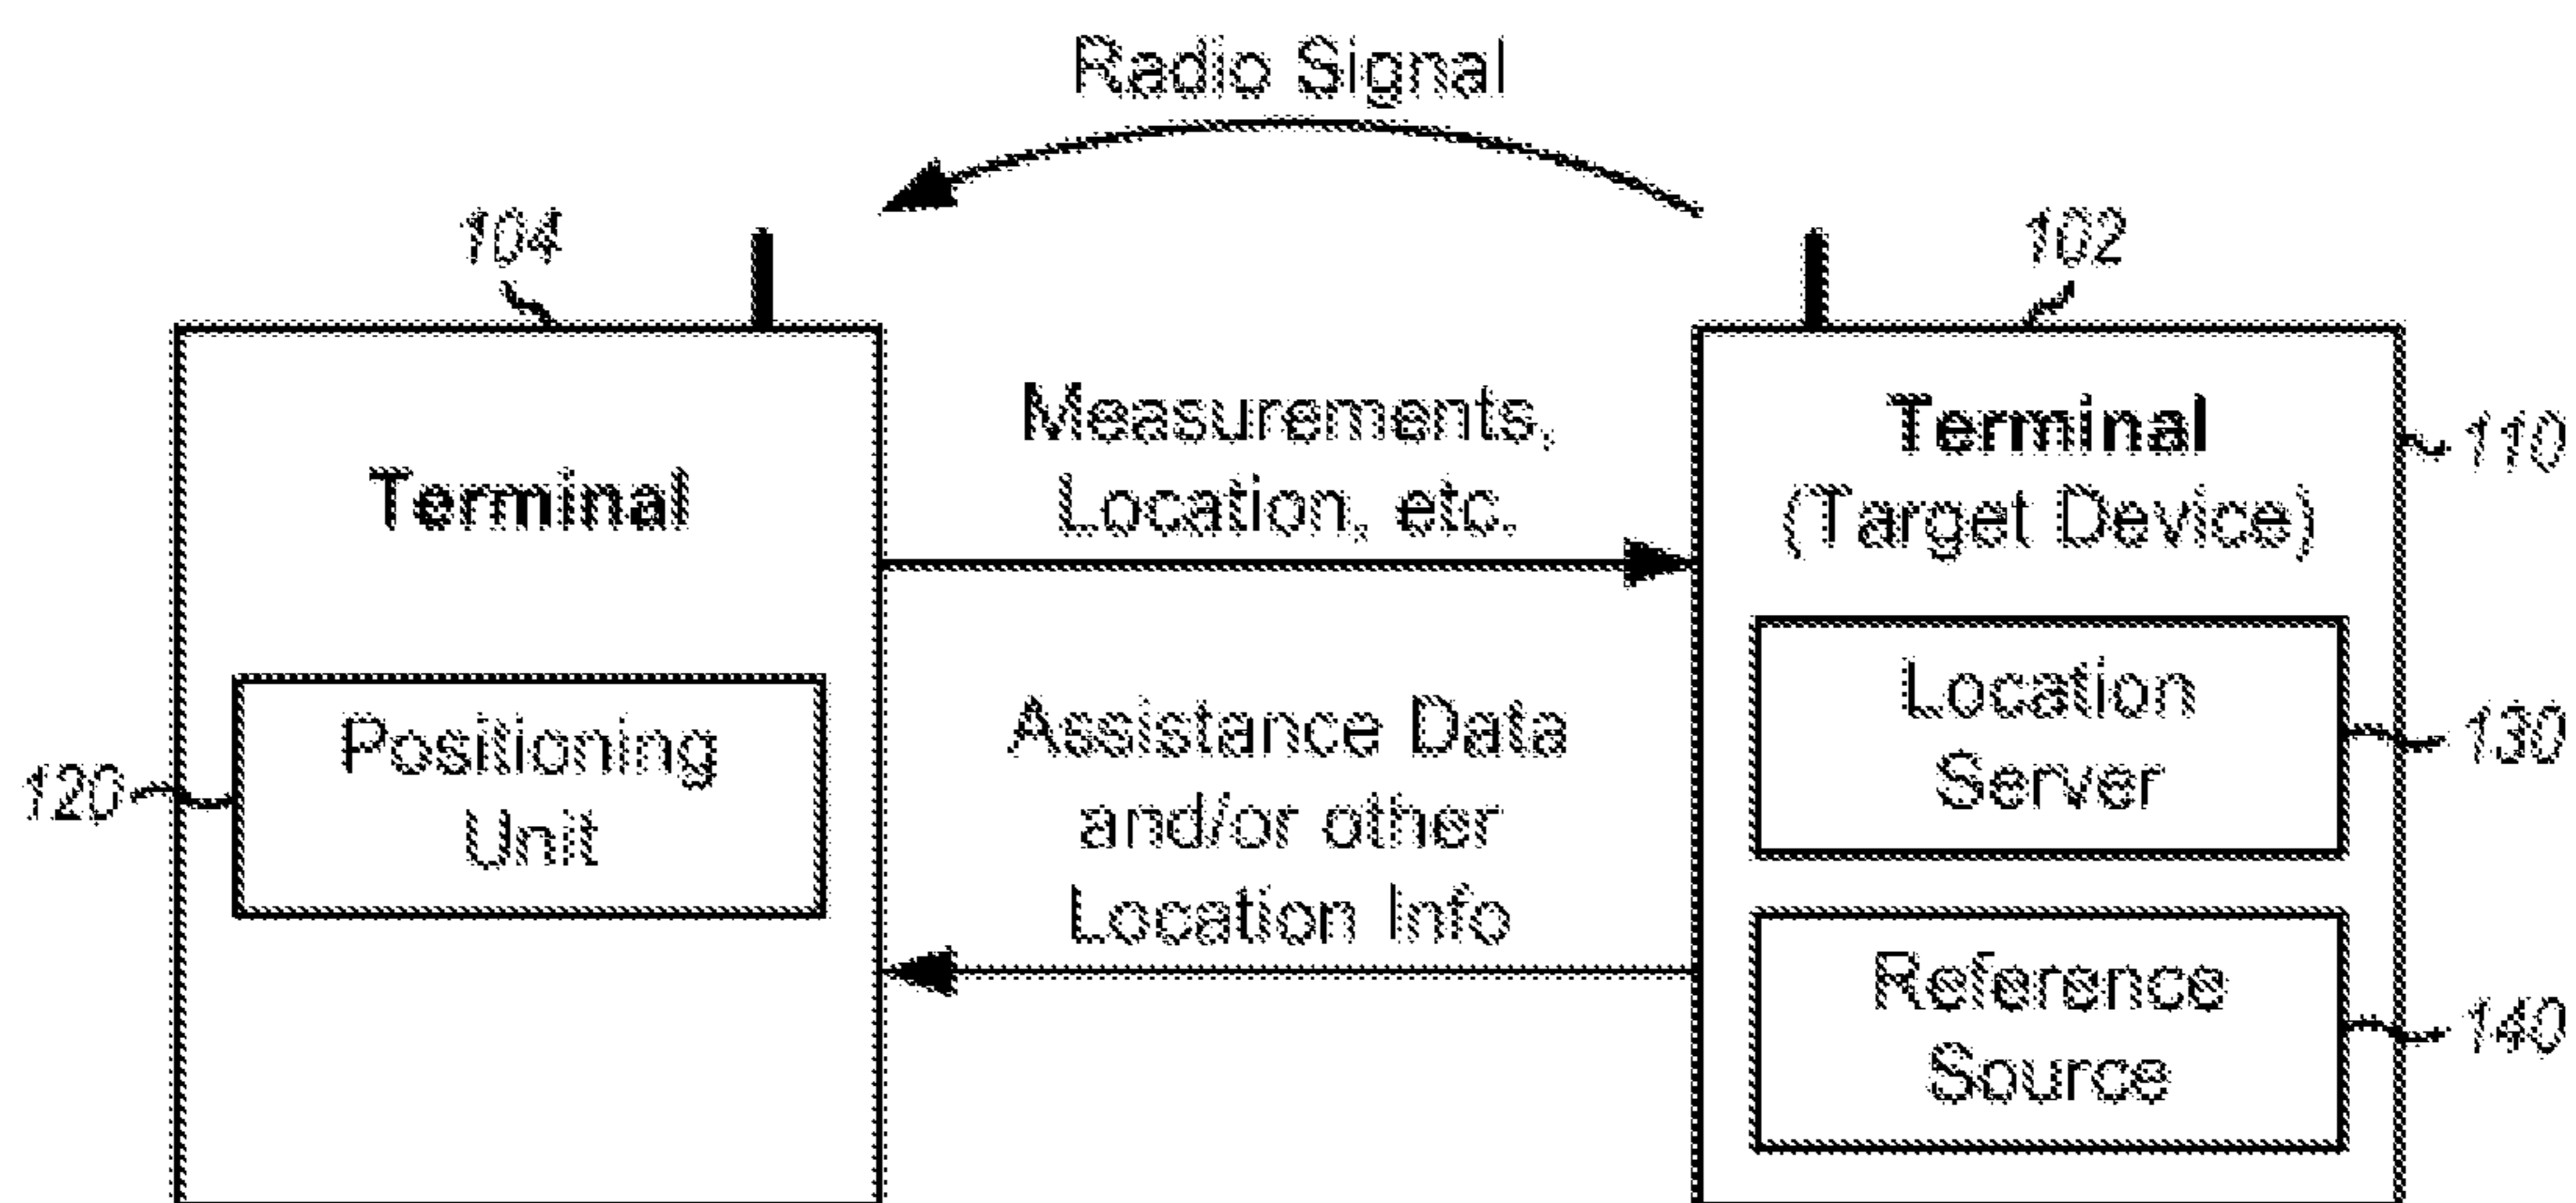 Radio Signal
104
102
Terminal
Measurements,
Location, etc.
Terminal
(Target Device)
110
120
Positioning
Unit
Assistance Data
and/or other
Location Info
Location
Server
130
Reference
Source
140